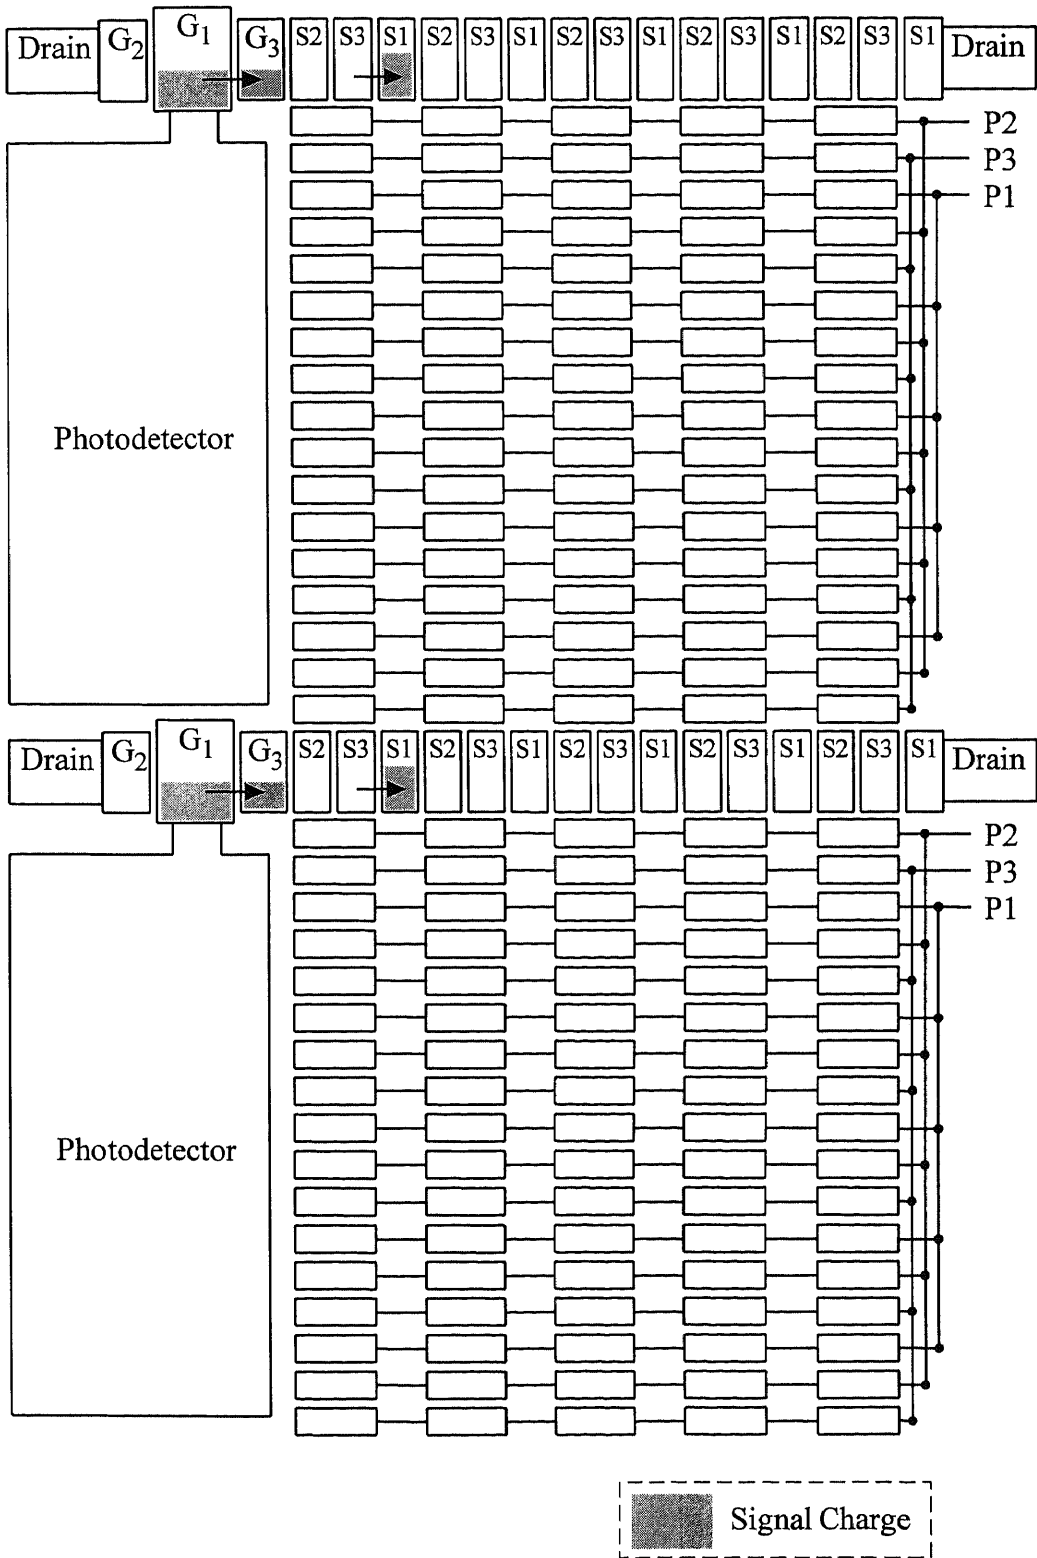 Drain G2 G1 G3 S2 S3 S1 S2 S3 S1 S2 S3 S1 S2 S3 S1 S2 S3 S1 Drain
P2
P3
P1
Photodetector
Drain G2 G1 G3 S2 S3 S1 S2 S3 S1 S2 S3 S1 S2 S3 S1 S2 S3 S1 Drain
P2
P3
P1
Photodetector
Signal Charge